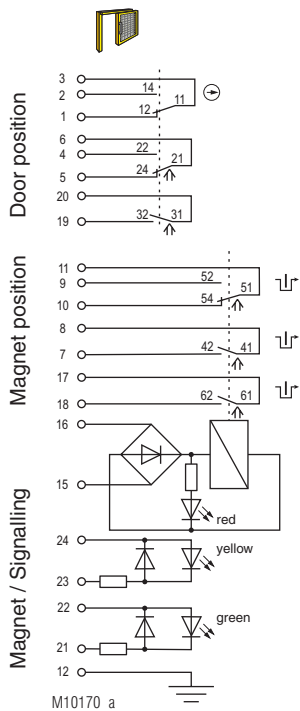 Door position
3
2 14
11
1 12
6
4 22
21
5 24
20
19 32 31
Magnet position
11
9 52
51
10 54
8
7 42 41
17
18 62 61
Magnet / Signalling
16
15
red
24
yellow
23
22
green
21
12
M10170_a